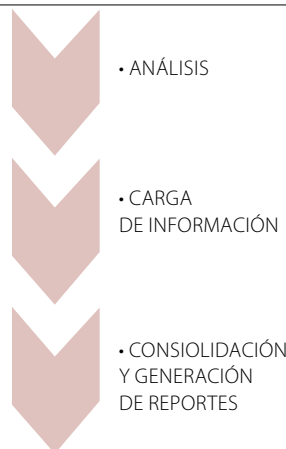 • ANÁLISIS
• CARGA
DE INFORMACIÓN
• CONSIOLIDACIÓN
Y GENERACIÓN
DE REPORTES